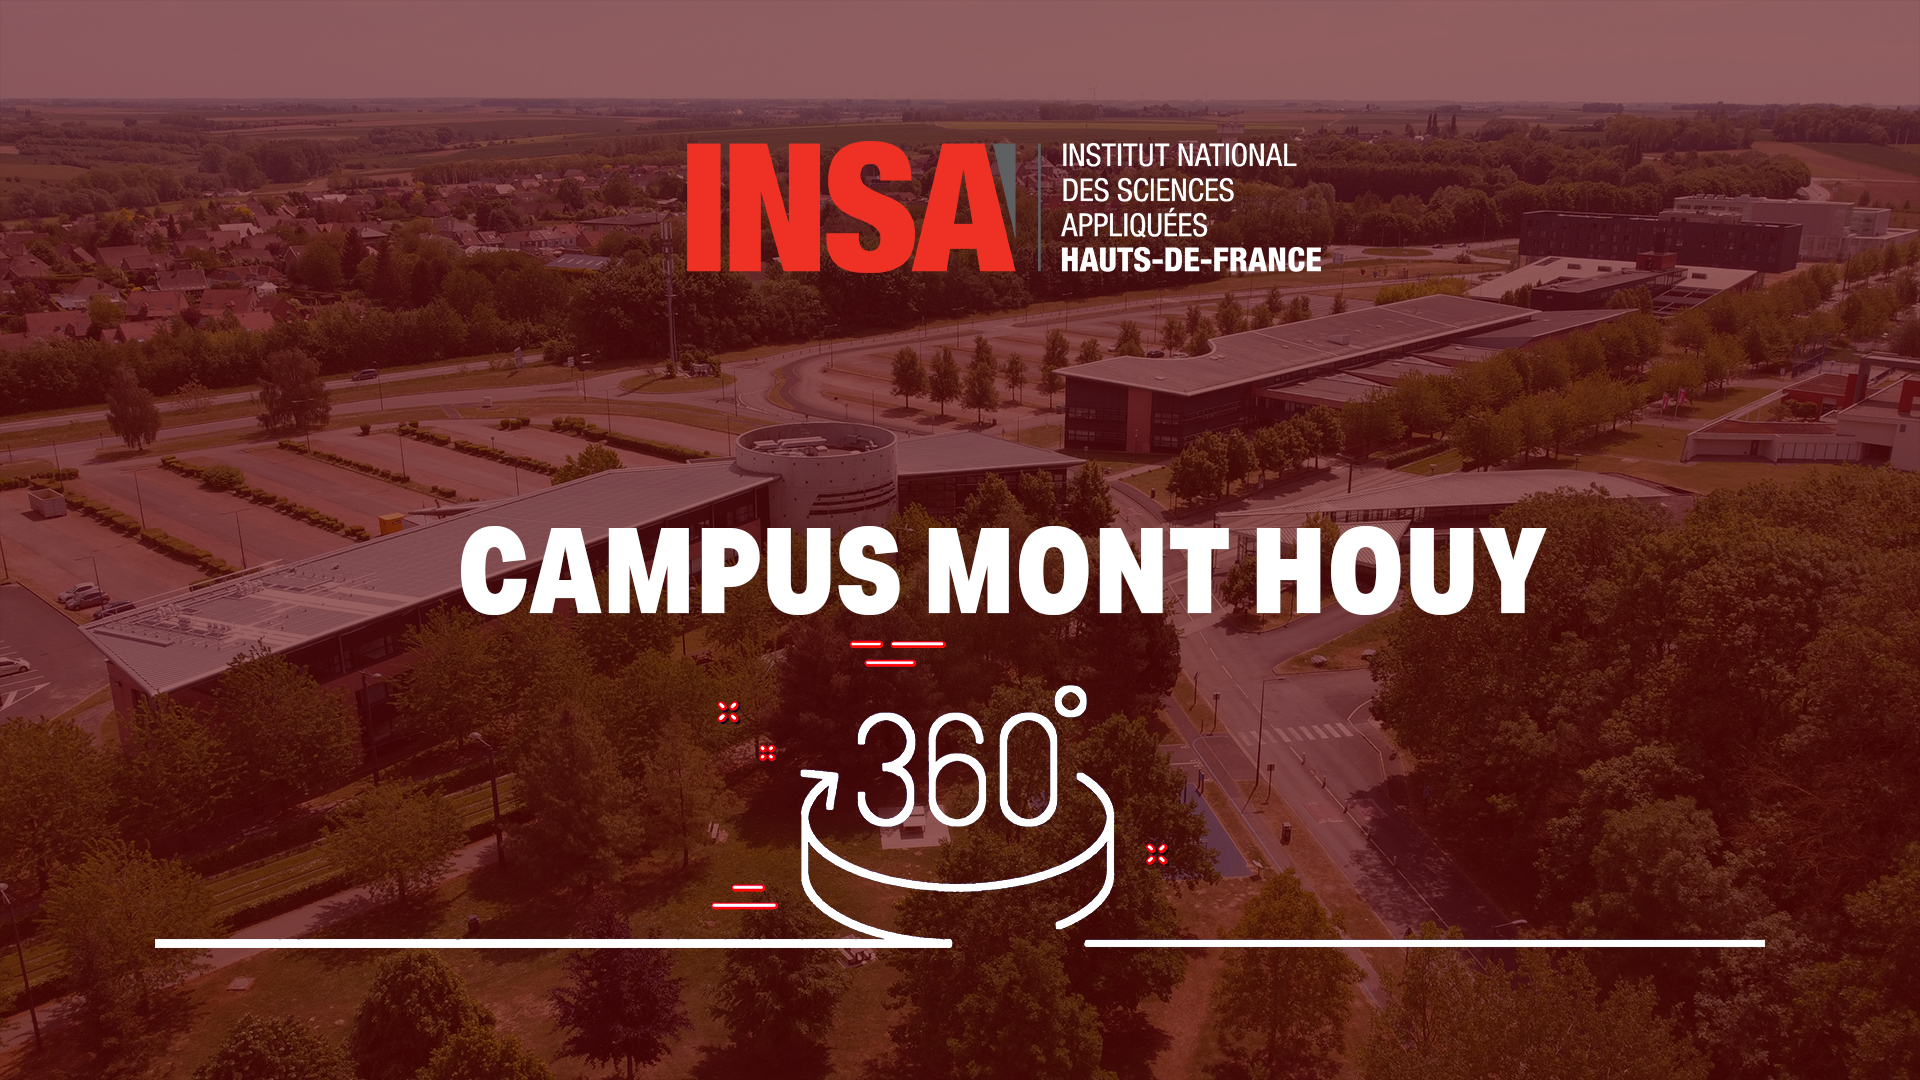 INSA
INSTITUT NATIONAL
DES SCIENCES
APPLIQUÉES
HAUTS-DE-FRANCE
CAMPUS MONT HOUY
360°